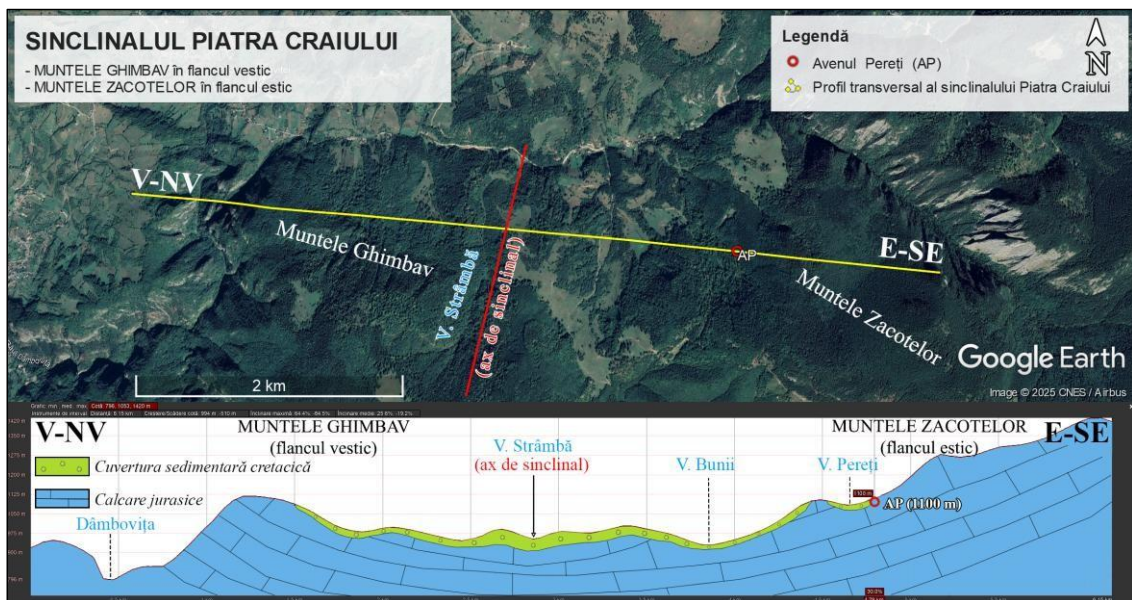 SINCLINALUL PIATRA CRAIULUI
- MUNTELE GHIMBAV în flancul vestic
- MUNTELE ZACOTELOR în flancul estic
Legendă
Avenul Pereți (AP)
Profil transversal al sinclinalului Piatra Craiului
N
V-NV
Muntele Ghimbav
V. Strâmbă
(ax de sinclinal)
AP
E-SE
Muntele Zacotelor
2 km
Google Earth
Image © 2025 CNES / Airbus
V-NV
MUNTELE GHIMBAV
(flancul vestic)
V. Strâmbă
(ax de sinclinal)
MUNTELE ZACOTELOR
(flancul estic)
E-SE
Cuvertura sedimentară cretacică
Calcare jurasice
Dâmbovița
V. Bunii
V. Pereți
1100 m
AP (1100 m)